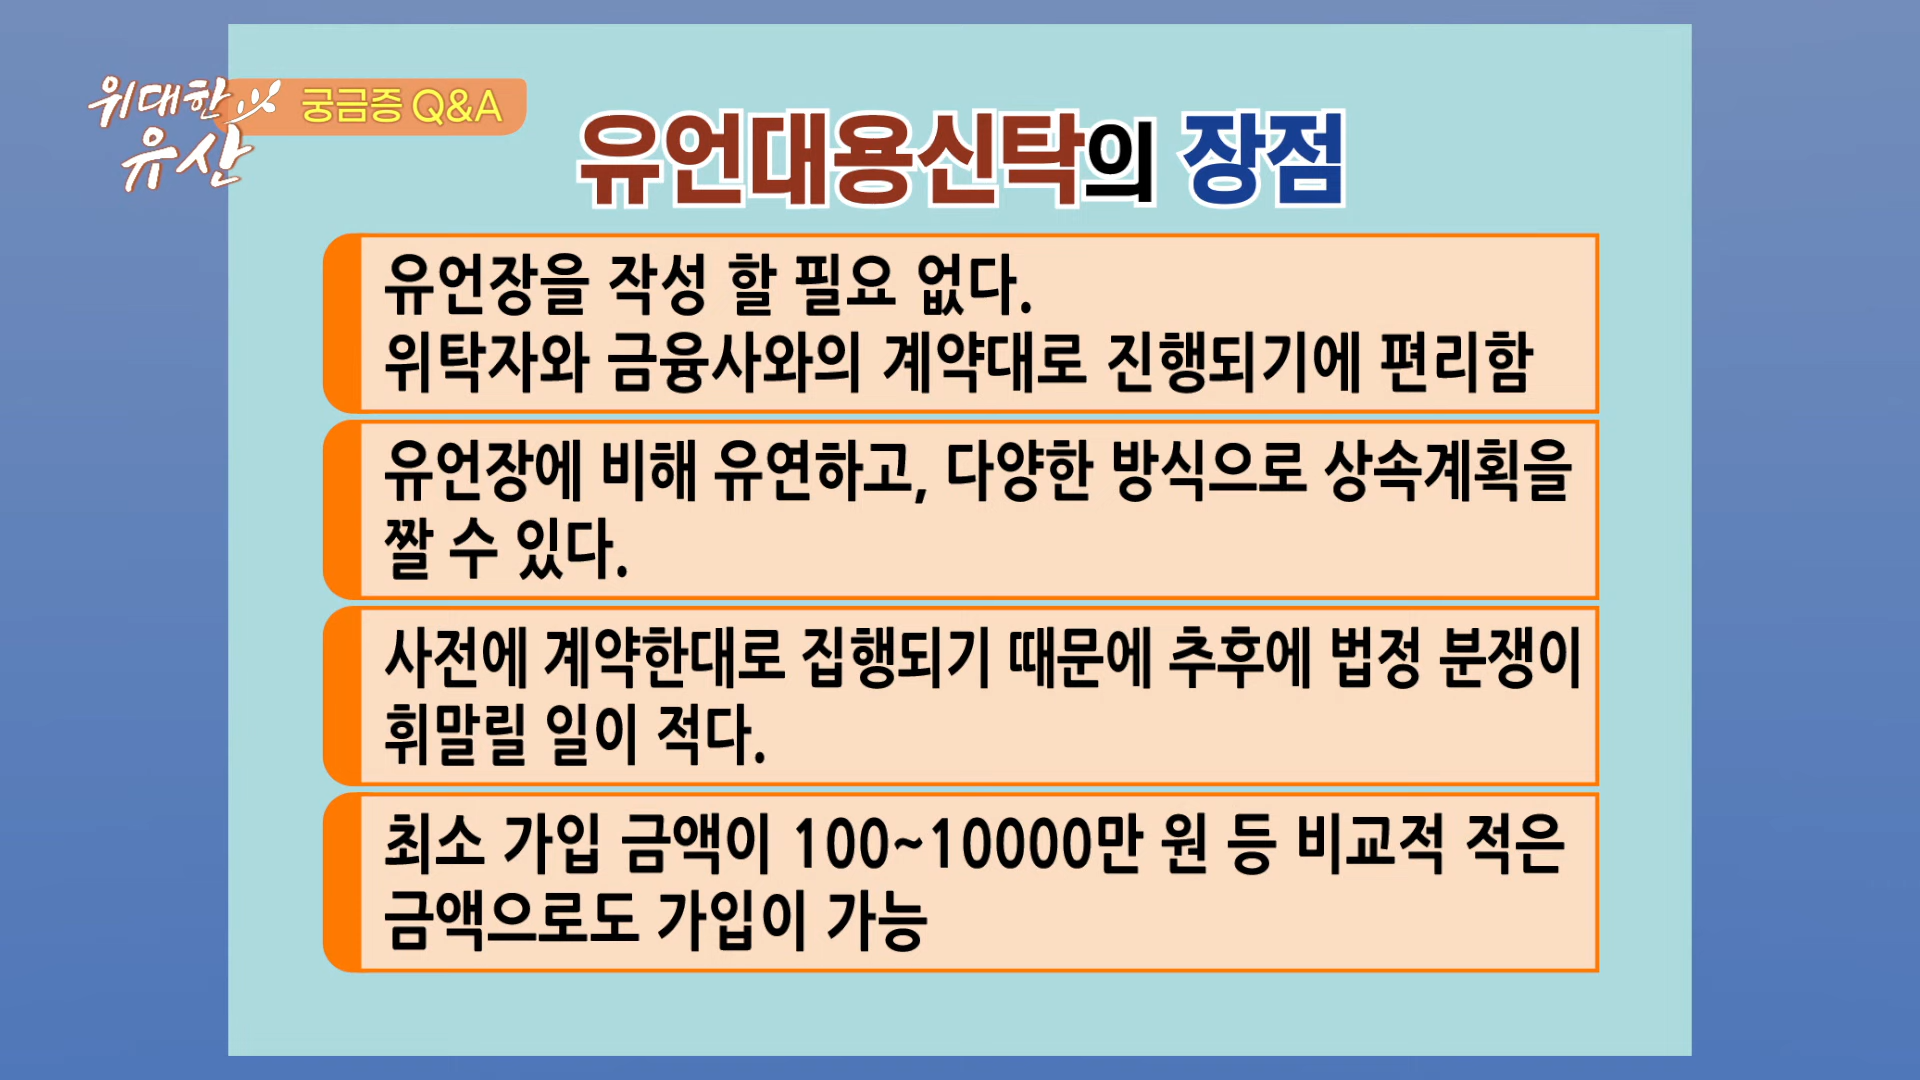 위대한
유산
궁금증 Q&A
유언대용신탁의 장점
유언장을 작성 할 필요 없다.
위탁자와 금융사와의 계약대로 진행되기에 편리함
유언장에 비해 유연하고, 다양한 방식으로 상속계획을
짤 수 있다.
사전에 계약한대로 집행되기 때문에 추후에 법정 분쟁이
휘말릴 일이 적다.
최소 가입 금액이 100~10000만 원 등 비교적 적은
금액으로도 가입이 가능